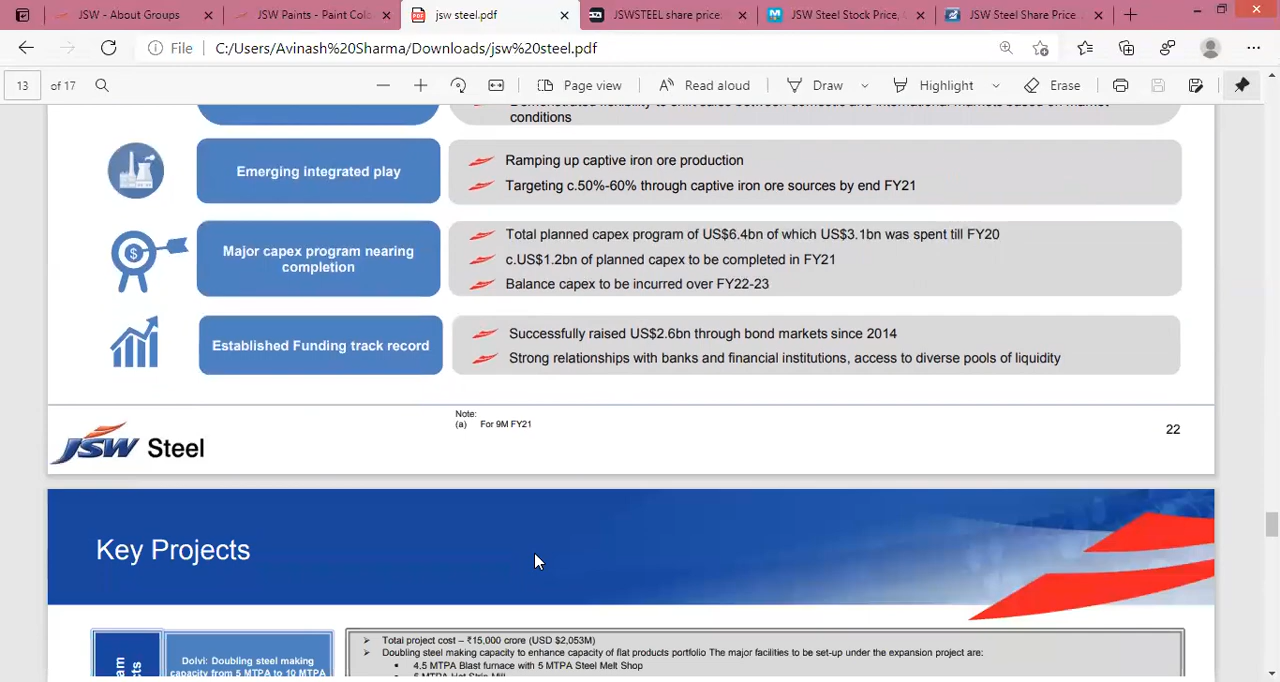 JSW - About Groups
JSW Paints - Paint Col
jsw steel.pdf
JSWSTEEL share price
JSW Steel Stock Price,
JSW Steel Share Price
File
C:/Users/Avinash%20Sharma/Downloads/jsw%20steel.pdf
13 of 17
Page view
Read aloud
Draw
Highlight
Erase
conditions
Emerging integrated play
Ramping up captive iron ore production
Targeting c.50%-60% through captive iron ore sources by end FY21
Major capex program nearing
completion
Total planned capex program of US$6.4bn of which US$3.1bn was spent till FY20
c.US$1.2bn of planned capex to be completed in FY21
Balance capex to be incurred over FY22-23
Established Funding track record
Successfully raised US$2.6bn through bond markets since 2014
Strong relationships with banks and financial institutions, access to diverse pools of liquidity
Note:
(a) For 9M FY21
22
JSW Steel
Key Projects
Dolvi: Doubling steel making
capacity from 5 MTPA to 10 MTPA
Total project cost – ₹15,000 crore (USD $2,053M)
Doubling steel making capacity to enhance capacity of flat products portfolio The major facilities to be set-up under the expansion project are:
4.5 MTPA Blast furnace with 5 MTPA Steel Melt Shop